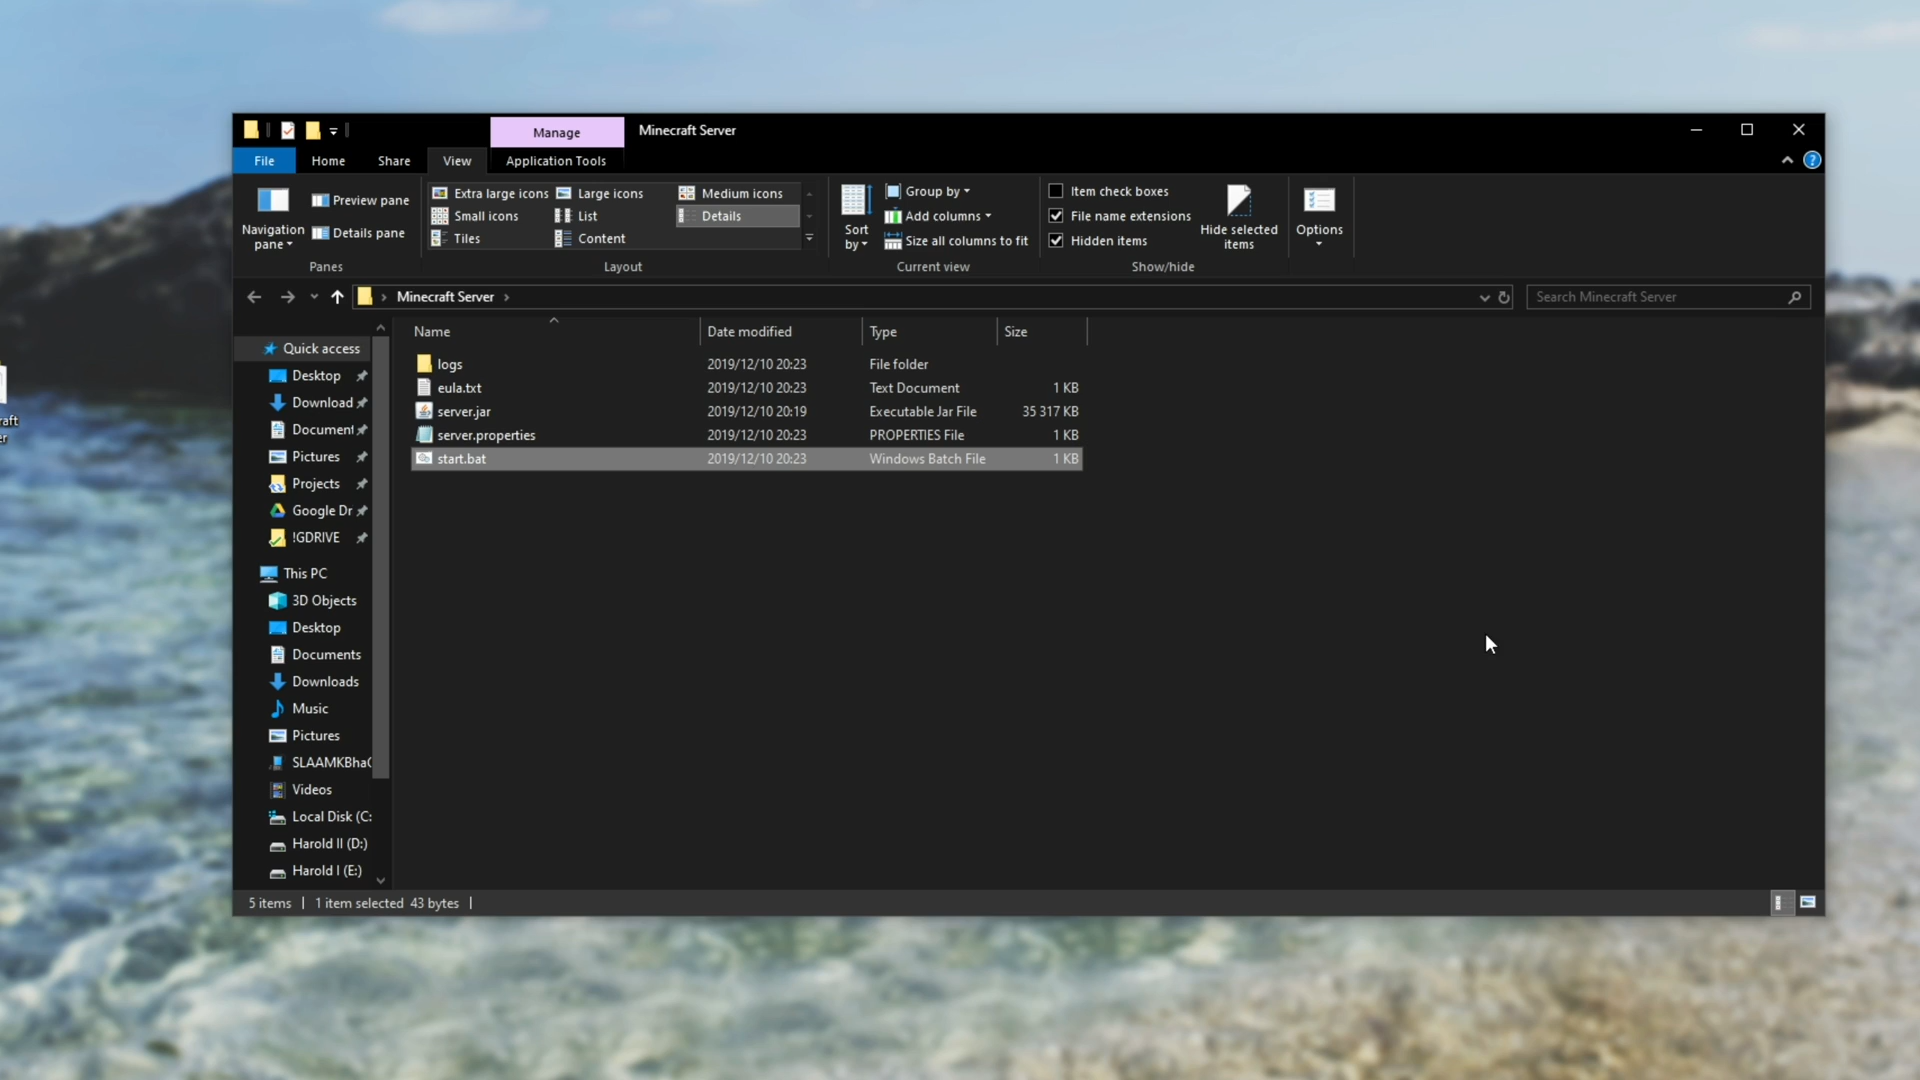 Manage
Minecraft Server
File
Home
Share
View
Application Tools
Navigation pane
Preview pane
Details pane
Panes
Extra large icons
Large icons
Medium icons
Small icons
List
Details
Tiles
Content
Layout
Sort by
Group by
Add columns
Size all columns to fit
Current view
Item check boxes
File name extensions
Hidden items
Hide selected items
Show/hide
Options
Minecraft Server
Search Minecraft Server
Name Date modified Type Size
logs 2019/12/10 20:23 File folder
eula.txt 2019/12/10 20:23 Text Document 1 KB
server.jar 2019/12/10 20:19 Executable Jar File 35 317 KB
server.properties 2019/12/10 20:23 PROPERTIES File 1 KB
start.bat 2019/12/10 20:23 Windows Batch File 1 KB
Quick access
Desktop
Download
Document
Pictures
Projects
Google Dr
!GDRIVE
This PC
3D Objects
Desktop
Documents
Downloads
Music
Pictures
SLAAMKBha
Videos
Local Disk (C:
Harold II (D:)
Harold I (E:)
raft
er
5 items
1 item selected 43 bytes